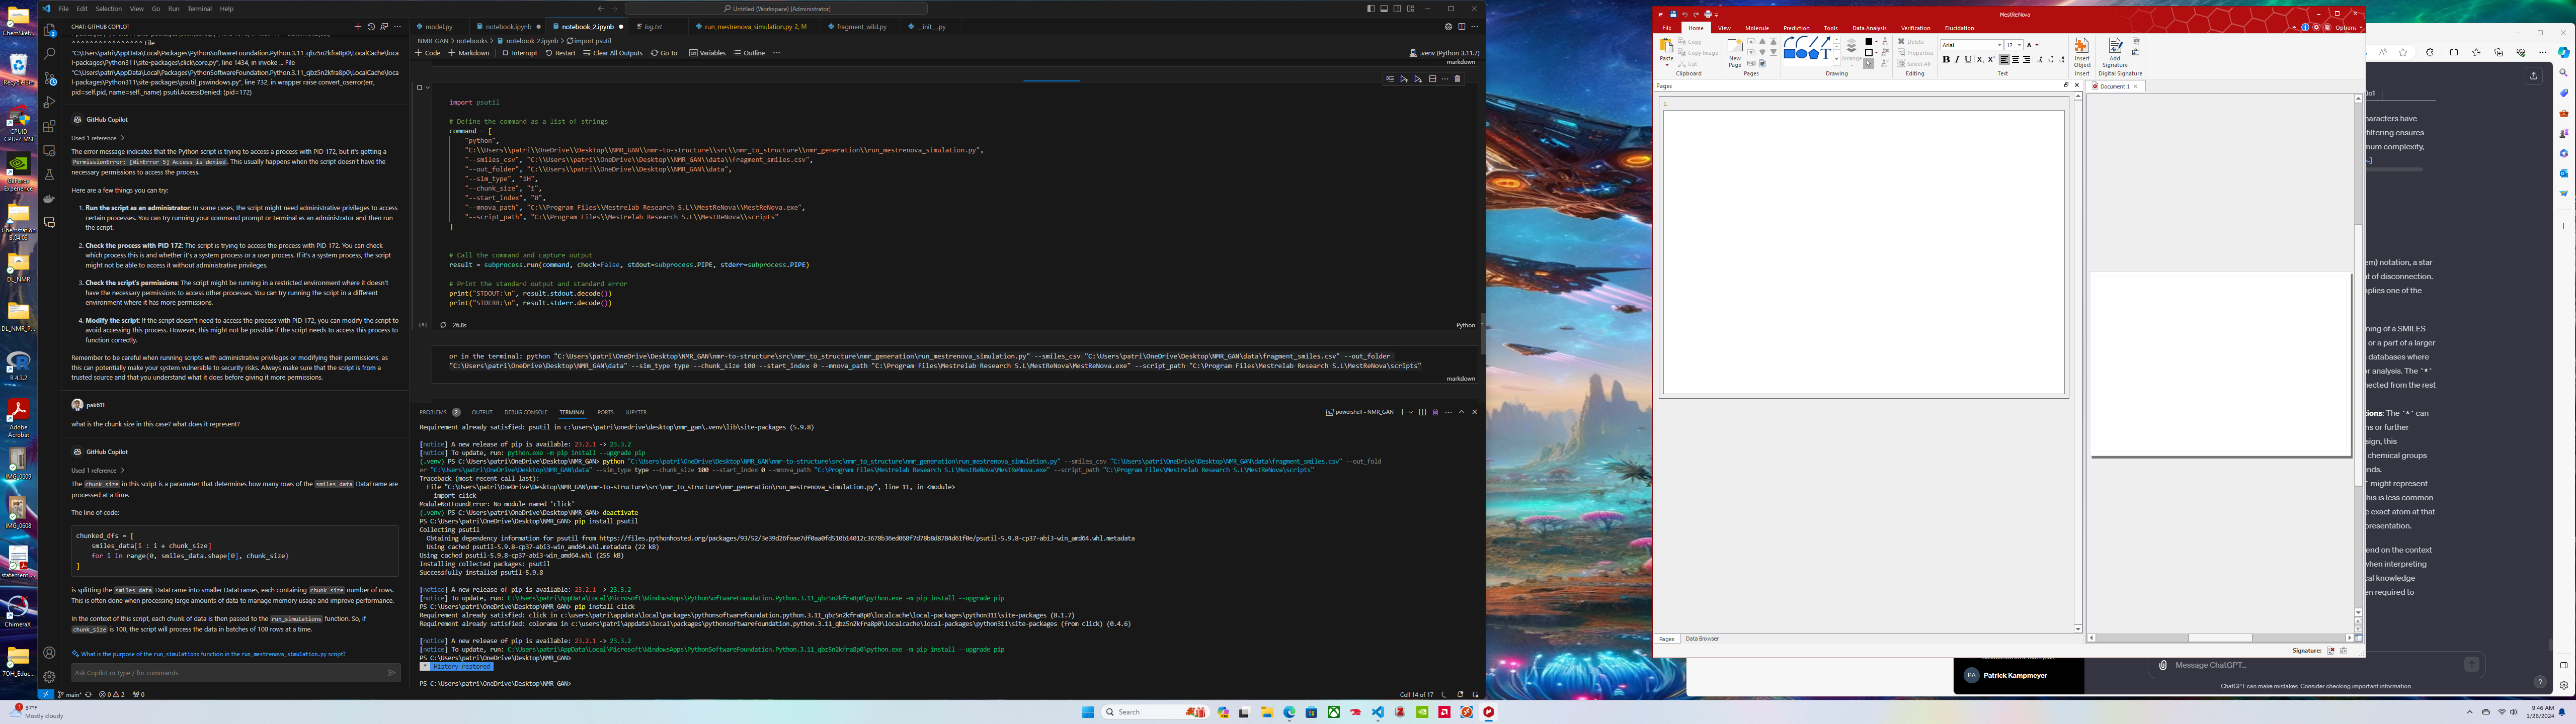 File Edit Selection View Go Run Terminal Help
Untitled (Workspace) [Administrator]
CHAT: GITHUB COPILOT
^^^^^^^^^^^^^^^^ File
"C:\Users\patri\AppData\Local\Packages\PythonSoftwareFoundation.Python.3.11_qbz5n2kfra8p0\LocalCache\loca
l-packages\Python311\site-packages\click\core.py", line 1434, in invoke ... File
"C:\Users\patri\AppData\Local\Packages\PythonSoftwareFoundation.Python.3.11_qbz5n2kfra8p0\LocalCache\loca
l-packages\Python311\site-packages\psutil_pswindows.py", line 732, in wrapper raise convert_oserror(err,
pid=self.pid, name=self._name) psutil.AccessDenied: (pid=172)
GitHub Copilot
Used 1 reference
The error message indicates that the Python script is trying to access a process with PID 172, but it's getting a
PermissionError: [WinError 5] Access is denied. This usually happens when the script doesn't have the
necessary permissions to access the process.
Here are a few things you can try:
1. Run the script as an administrator: In some cases, the script might need administrative privileges to access
certain processes. You can try running your command prompt or terminal as an administrator and then run
the script.
2. Check the process with PID 172: The script is trying to access the process with PID 172. You can check
which process this is and whether it's a system process or a user process. If it's a system process, the script
might not be able to access it without administrative privileges.
3. Check the script's permissions: The script might be running in a restricted environment where it doesn't
have the necessary permissions to access other processes. You can try running the script in a different
environment where it has more permissions.
4. Modify the script: If the script doesn't need to access the process with PID 172, you can modify the script to
avoid accessing this process. However, this might not be possible if the script needs to access this process to
function correctly.
Remember to be careful when running scripts with administrative privileges or modifying their permissions, as
this can potentially make your system vulnerable to security risks. Always make sure that the script is from a
trusted source and that you understand what it does before giving it more permissions.
pak611
what is the chunk size in this case? what does it represent?
GitHub Copilot
Used 1 reference
The chunk_size in this script is a parameter that determines how many rows of the smiles_data DataFrame are
processed at a time.
The line of code:
chunked_dfs = [
smiles_data[i : i + chunk_size]
for i in range(0, smiles_data.shape[0], chunk_size)
]
is splitting the smiles_data DataFrame into smaller DataFrames, each containing chunk_size number of rows.
This is often done when processing large amounts of data to manage memory usage and improve performance.
In the context of this script, each chunk of data is then passed to the run_simulations function. So, if
chunk_size is 100, the script will process the data in batches of 100 rows at a time.
What is the purpose of the run_simulations function in the run_mestrenova_simulation.py script?
Ask Copilot or type / for commands
main* 0 2 0
model.py notebook.ipynb notebook_2.ipynb log.txt run_mestrenova_simulation.py 2, M fragment_wild.py __init__.py
NMR_GAN > notebooks > notebook_2.ipynb > import psutil
+ Code + Markdown Interrupt Restart Clear All Outputs Go To Variables Outline ...
.venv (Python 3.11.7)
markdown
import psutil
# Define the command as a list of strings
command = [
"python",
"C:\\Users\\patri\\OneDrive\\Desktop\\NMR_GAN\\nmr-to-structure\\src\\nmr_to_structure\\nmr_generation\\run_mestrenova_simulation.py",
"--smiles_csv", "C:\\Users\\patri\\OneDrive\\Desktop\\NMR_GAN\\data\\fragment_smiles.csv",
"--out_folder", "C:\\Users\\patri\\OneDrive\\Desktop\\NMR_GAN\\data",
"--sim_type", "1H",
"--chunk_size", "1",
"--start_index", "0",
"--mnova_path", "C:\\Program Files\\Mestrelab Research S.L\\MestReNova\\MestReNova.exe",
"--script_path", "C:\\Program Files\\Mestrelab Research S.L\\MestReNova\\scripts"
]
# Call the command and capture output
result = subprocess.run(command, check=False, stdout=subprocess.PIPE, stderr=subprocess.PIPE)
# Print the standard output and standard error
print("STDOUT:\n", result.stdout.decode())
print("STDERR:\n", result.stderr.decode())
[8] 26.8s Python
or in the terminal: python "C:\Users\patri\OneDrive\Desktop\NMR_GAN\nmr-to-structure\src\nmr_to_structure\nmr_generation\run_mestrenova_simulation.py" --smiles_csv "C:\Users\patri\OneDrive\Desktop\NMR_GAN\data\fragment_smiles.csv" --out_folder
"C:\Users\patri\OneDrive\Desktop\NMR_GAN\data" --sim_type type --chunk_size 100 --start_index 0 --mnova_path "C:\Program Files\Mestrelab Research S.L\MestReNova\MestReNova.exe" --script_path "C:\Program Files\Mestrelab Research S.L\MestReNova\scripts"
markdown
PROBLEMS 2 OUTPUT DEBUG CONSOLE TERMINAL PORTS JUPYTER
powershell - NMR_GAN
Requirement already satisfied: psutil in c:\users\patri\onedrive\desktop\nmr_gan\.venv\lib\site-packages (5.9.8)
[notice] A new release of pip is available: 23.2.1 -> 23.3.2
[notice] To update, run: python.exe -m pip install --upgrade pip
(.venv) PS C:\Users\patri\OneDrive\Desktop\NMR_GAN> python "C:\Users\patri\OneDrive\Desktop\NMR_GAN\nmr-to-structure\src\nmr_to_structure\nmr_generation\run_mestrenova_simulation.py" --smiles_csv "C:\Users\patri\OneDrive\Desktop\NMR_GAN\data\fragment_smiles.csv" --out_fold
er "C:\Users\patri\OneDrive\Desktop\NMR_GAN\data" --sim_type type --chunk_size 100 --start_index 0 --mnova_path "C:\Program Files\Mestrelab Research S.L\MestReNova\MestReNova.exe" --script_path "C:\Program Files\Mestrelab Research S.L\MestReNova\scripts"
Traceback (most recent call last):
File "C:\Users\patri\OneDrive\Desktop\NMR_GAN\nmr-to-structure\src\nmr_to_structure\nmr_generation\run_mestrenova_simulation.py", line 11, in <module>
import click
ModuleNotFoundError: No module named 'click'
(.venv) PS C:\Users\patri\OneDrive\Desktop\NMR_GAN> deactivate
PS C:\Users\patri\OneDrive\Desktop\NMR_GAN> pip install psutil
Collecting psutil
Obtaining dependency information for psutil from https://files.pythonhosted.org/packages/93/52/3e39d26feae7df0aa0fd510b14012c3678b36ed068f7d78b8d8784d61f0e/psutil-5.9.8-cp37-abi3-win_amd64.whl.metadata
Using cached psutil-5.9.8-cp37-abi3-win_amd64.whl.metadata (22 kB)
Using cached psutil-5.9.8-cp37-abi3-win_amd64.whl (255 kB)
Installing collected packages: psutil
Successfully installed psutil-5.9.8
[notice] A new release of pip is available: 23.2.1 -> 23.3.2
[notice] To update, run: C:\Users\patri\AppData\Local\Microsoft\WindowsApps\PythonSoftwareFoundation.Python.3.11_qbz5n2kfra8p0\python.exe -m pip install --upgrade pip
PS C:\Users\patri\OneDrive\Desktop\NMR_GAN> pip install click
Requirement already satisfied: click in c:\users\patri\appdata\local\packages\pythonsoftwarefoundation.python.3.11_qbz5n2kfra8p0\localcache\local-packages\python311\site-packages (8.1.7)
Requirement already satisfied: colorama in c:\users\patri\appdata\local\packages\pythonsoftwarefoundation.python.3.11_qbz5n2kfra8p0\localcache\local-packages\python311\site-packages (from click) (0.4.6)
[notice] A new release of pip is available: 23.2.1 -> 23.3.2
[notice] To update, run: C:\Users\patri\AppData\Local\Microsoft\WindowsApps\PythonSoftwareFoundation.Python.3.11_qbz5n2kfra8p0\python.exe -m pip install --upgrade pip
PS C:\Users\patri\OneDrive\Desktop\NMR_GAN>
* History restored
PS C:\Users\patri\OneDrive\Desktop\NMR_GAN>
Cell 14 of 17
MestReNova
File Home View Molecule Prediction Tools Data Analysis Verification Elucidation
Options
Paste Copy Copy Image Cut
Clipboard
New Page
Pages
Arrange
Drawing
Delete Properties Select All
Editing
Arial 12
Text
Insert Object
Insert
Add Signature
Digital Signature
Pages
Document 1
1.
Pages Data Browser
Signature:
haracters have
filtering ensures
num complexity,
em) notation, a star
nt of disconnection.
plies one of the
ning of a SMILES
or a part of a larger
databases where
or analysis. The `*`
nected from the rest
tions: The `*` can
ns or further
sign, this
chemical groups
nds.
" might represent
his is less common
e exact atom at that
presentation.
end on the context
when interpreting
cal knowledge
en required to
Message ChatGPT...
ChatGPT can make mistakes. Consider checking important information.
PA Patrick Kampmeyer
ChemSket...
Recycle Bin
CPUID CPU-Z MSI
GeForce Experience
Chemstation B.04.03
DL_NMR
DL_NMR_P...
R 4.3.2
Adobe Acrobat
IMG_0609
IMG_0608
statement_...
ChimeraX
7OH_Educ...
37°F
Mostly cloudy
Search
9:46 AM
1/26/2024